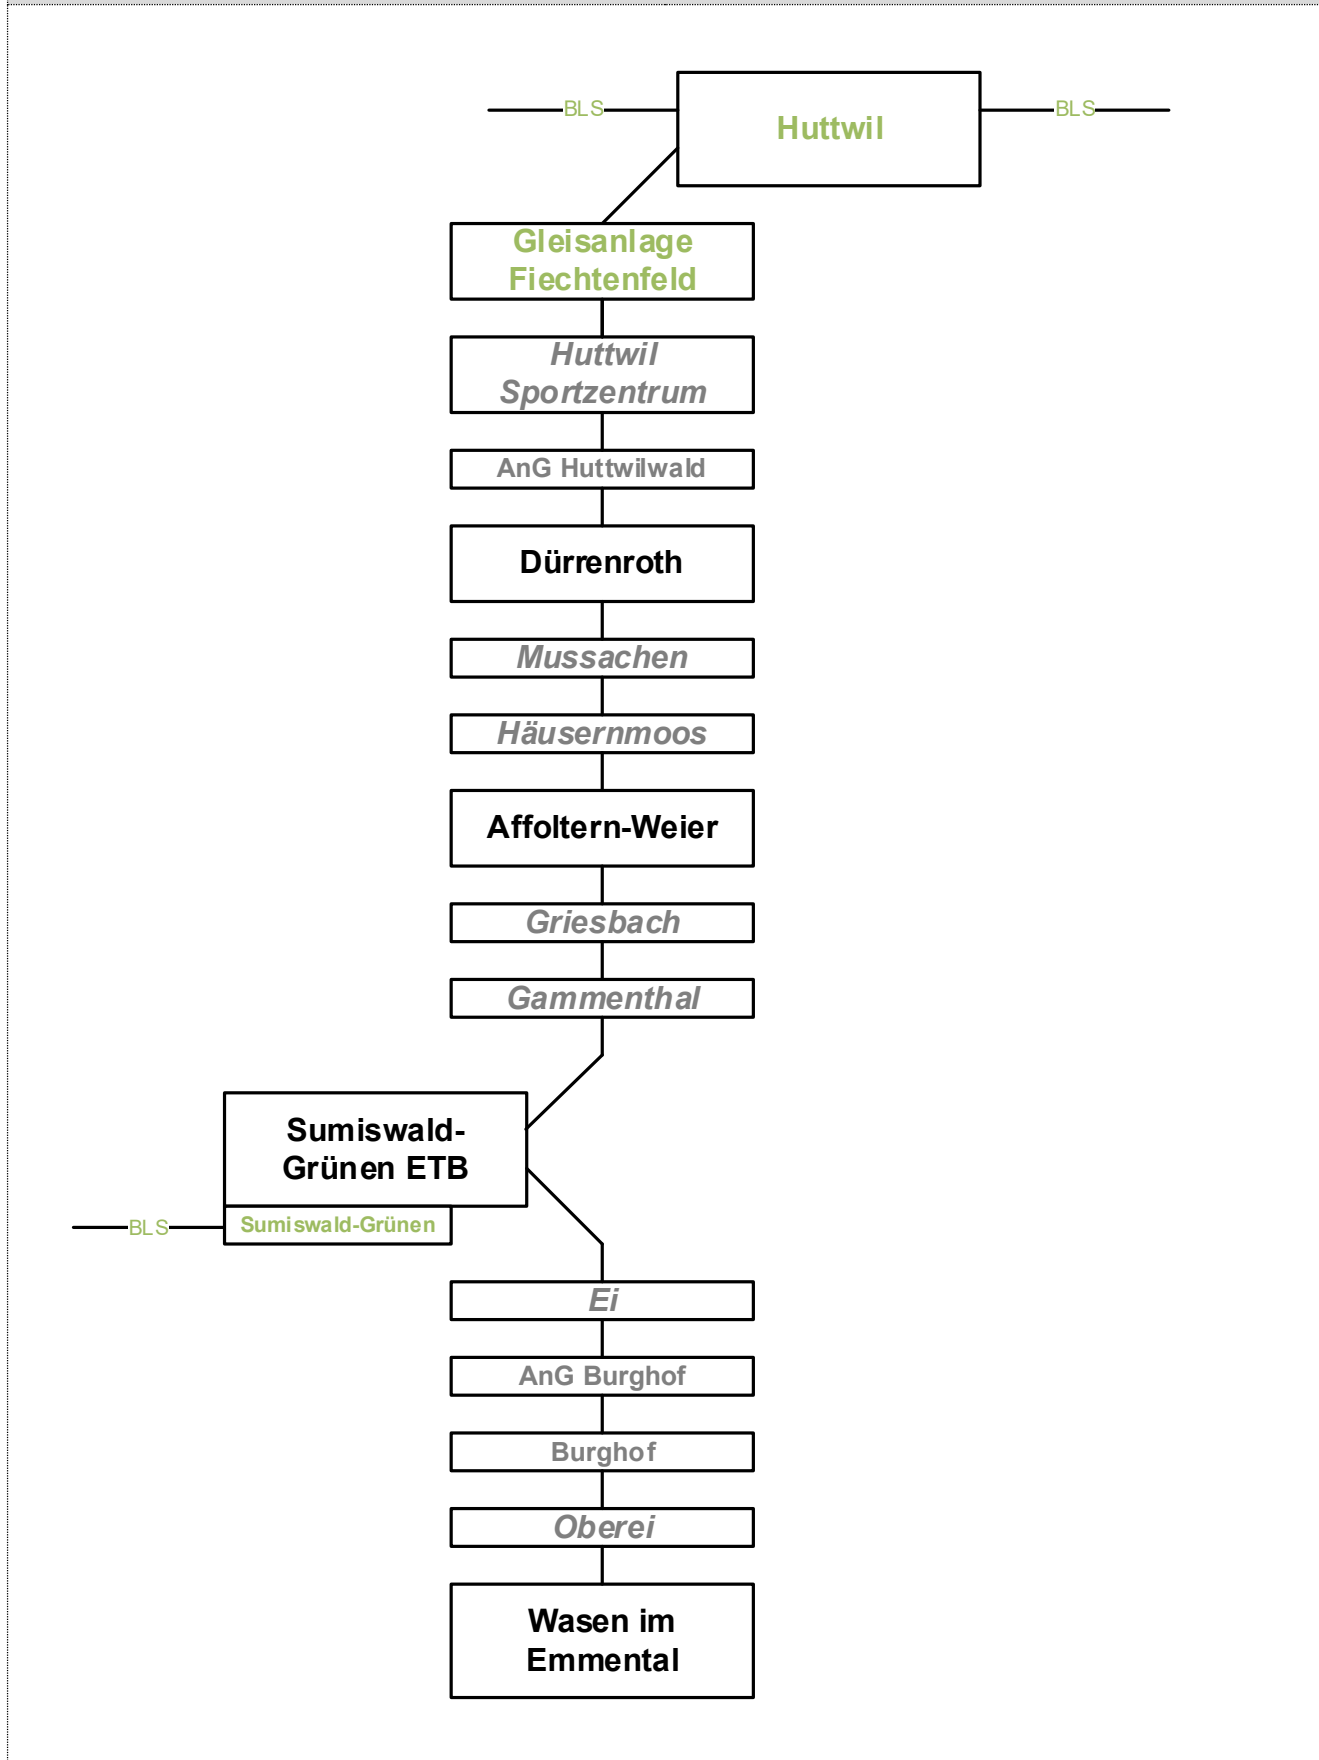 BLS
Huttwil
BLS
Gleisanlage
Fiechtenfeld
Huttwil
Sportzentrum
AnG Huttwilwald
Dürrenroth
Mussachen
Häusernmoos
Affoltern-Weier
Griesbach
Gammenthal
Sumiswald-
Grünen ETB
BLS
Sumiswald-Grünen
Ei
AnG Burghof
Burghof
Oberei
Wasen im
Emmental